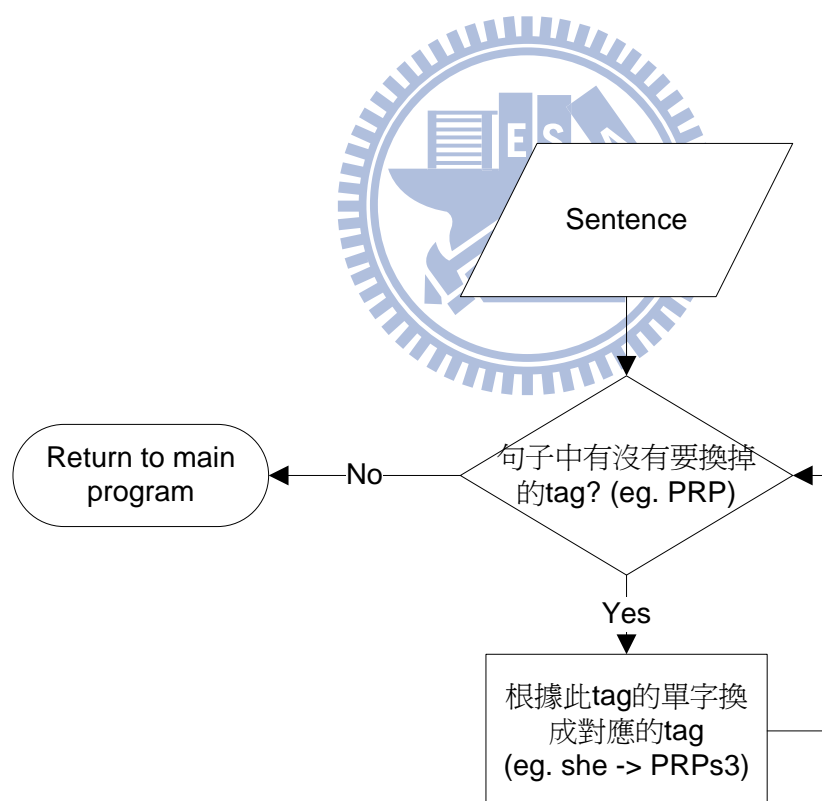 E S A
Sentence
句子中有沒有要換掉
的tag? (eg. PRP)
No
Return to main
program
Yes
根據此tag的單字換
成對應的tag
(eg. she -> PRPs3)